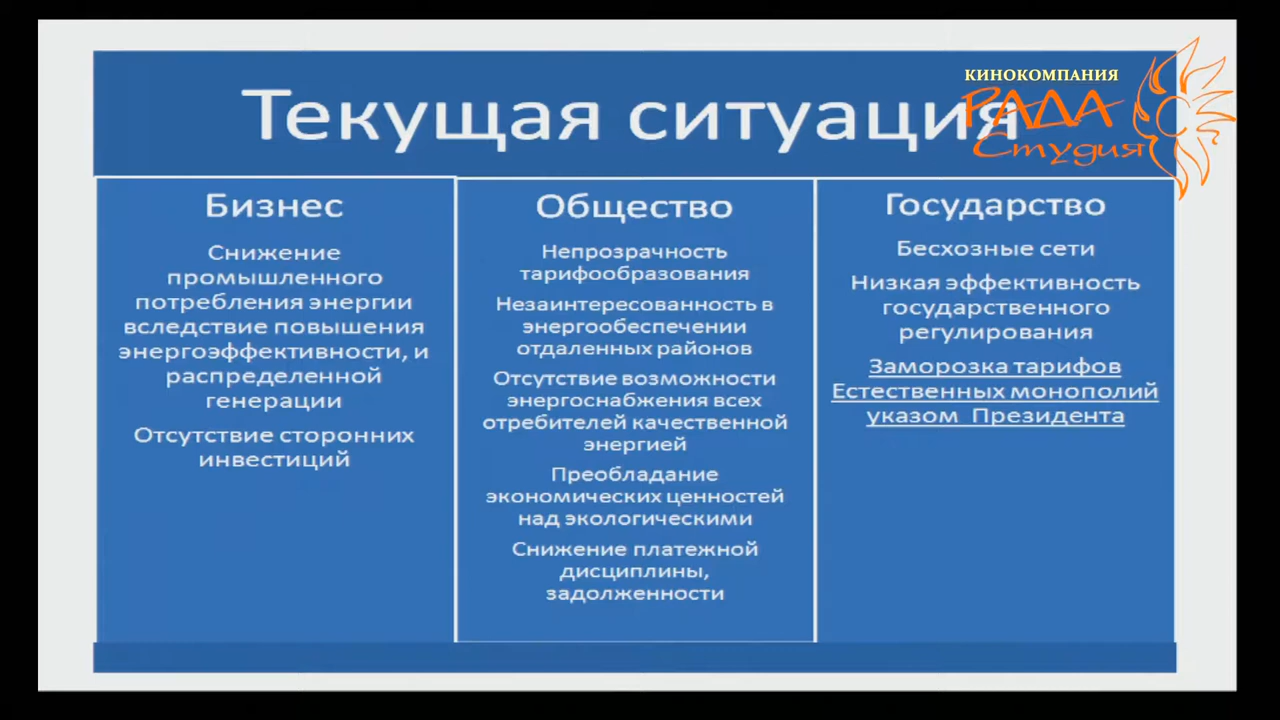 Текущая ситуация
КИНОКОМПАНИЯ
РАДА
Студия
Бизнес
Снижение
промышленного
потребления энергии
вследствие повышения
энергоэффективности, и
распределенной
генерации
Отсутствие сторонних
инвестиций
Общество
Непрозрачность
тарифообразования
Незаинтересованность в
энергообеспечении
отдаленных районов
Отсутствие возможности
энергоснабжения всех
отребителей качественной
энергией
Преобладание
экономических ценностей
над экологическими
Снижение платежной
дисциплины,
задолженности
Государство
Бесхозные сети
Низкая эффективность
государственного
регулирования
Заморозка тарифов
Естественных монополий
указом Президента